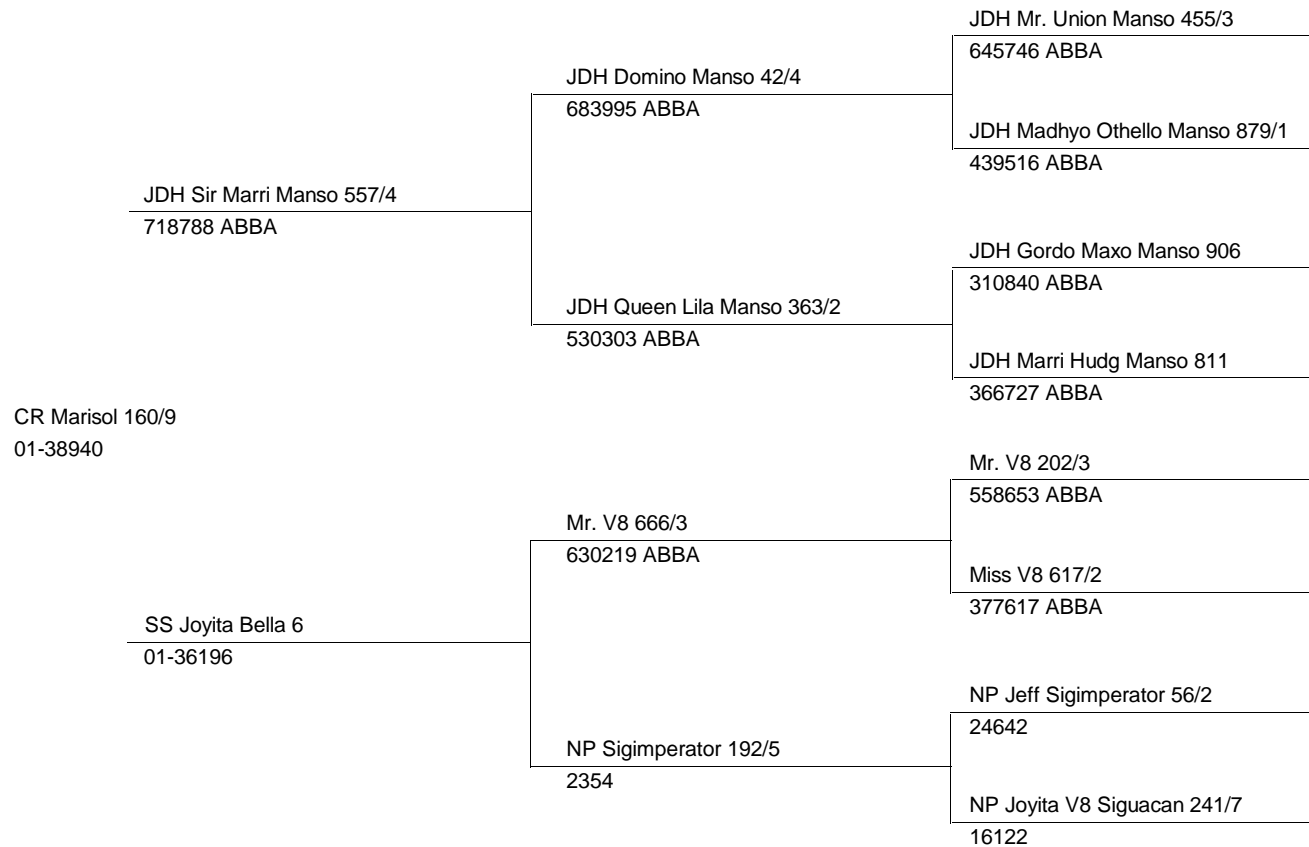 JDH Mr. Union Manso 455/3
645746 ABBA
JDH Domino Manso 42/4
683995 ABBA
JDH Madhyo Othello Manso 879/1
439516 ABBA
JDH Sir Marri Manso 557/4
718788 ABBA
JDH Gordo Maxo Manso 906
310840 ABBA
JDH Queen Lila Manso 363/2
530303 ABBA
JDH Marri Hudg Manso 811
366727 ABBA
CR Marisol 160/9
01-38940
Mr. V8 202/3
558653 ABBA
Mr. V8 666/3
630219 ABBA
Miss V8 617/2
377617 ABBA
SS Joyita Bella 6
01-36196
NP Jeff Sigimperator 56/2
24642
NP Sigimperator 192/5
2354
NP Joyita V8 Siguacan 241/7
16122